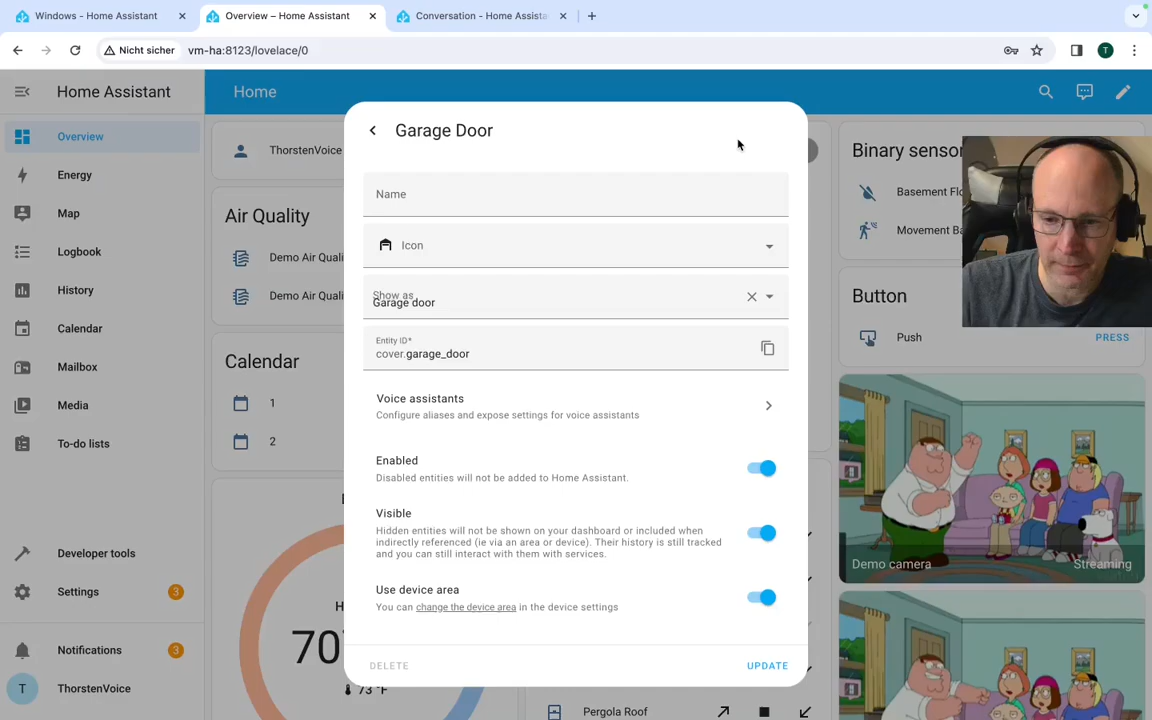 Windows - Home Assistant
Overview – Home Assistant
Conversation - Home Assista
Nicht sicher
vm-ha:8123/lovelace/0
T
Home Assistant
Home
Overview
Energy
Map
Logbook
History
Calendar
Mailbox
Media
To-do lists
Developer tools
Settings
3
Notifications
3
T
ThorstenVoice
ThorstenVoice
Air Quality
Demo Air Quali
Demo Air Quali
Calendar
1
2
70
73 °F
Garage Door
Name
Icon
Show as
Garage door
Entity ID*
cover.garage_door
Voice assistants
Configure aliases and expose settings for voice assistants
Enabled
Disabled entities will not be added to Home Assistant.
Visible
Hidden entities will not be shown on your dashboard or included when
indirectly referenced (ie via an area or device). Their history is still tracked
and you can still interact with them with services.
Use device area
You can change the device area in the device settings
DELETE
UPDATE
Pergola Roof
Binary senso
Basement Flo
Movement Ba
Button
Push
PRESS
Demo camera
Streaming